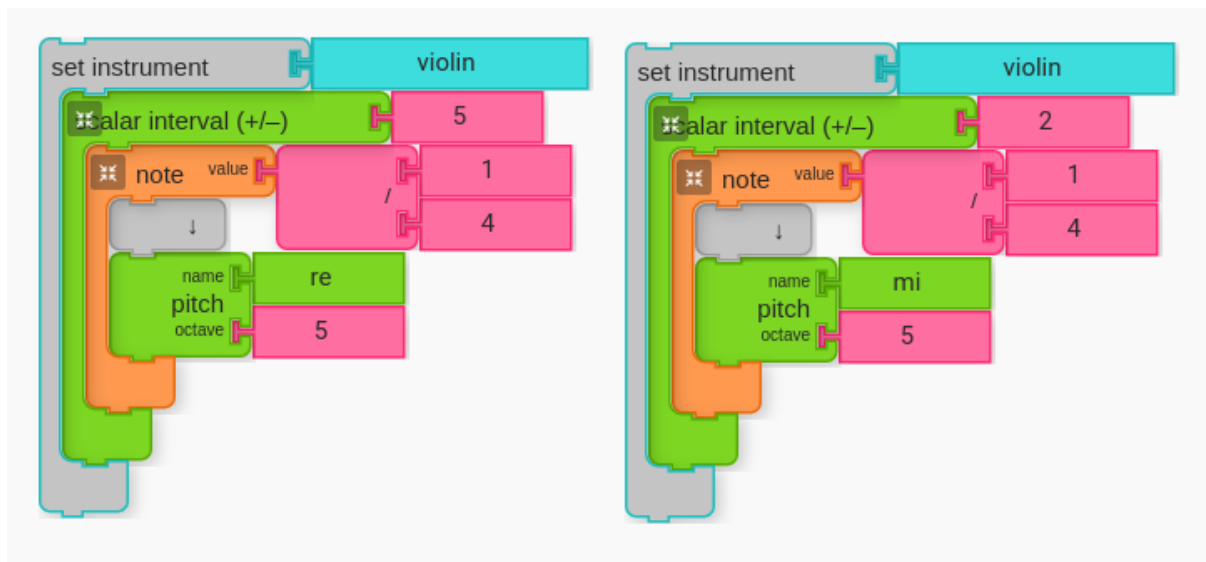 set instrument violin
scalar interval (+/–) 5
note value 1
/
4
↓
name re
pitch
octave 5
set instrument violin
scalar interval (+/–) 2
note value 1
/
4
↓
name mi
pitch
octave 5